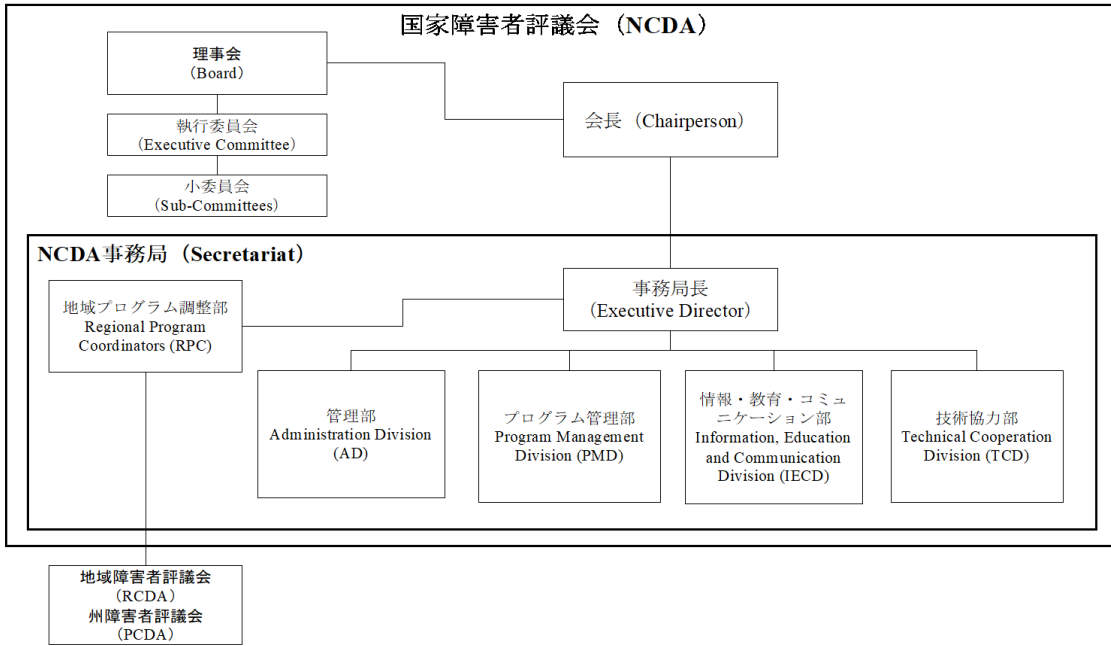 国家障害者評議会（NCDA）
理事会
（Board）
執行委員会
（Executive Committee）
小委員会
（Sub-Committees）
会長（Chairperson）
NCDA事務局（Secretariat）
事務局長
（Executive Director）
地域プログラム調整部
Regional Program
Coordinators (RPC)
管理部
Administration Division
(AD)
プログラム管理部
Program Management
Division (PMD)
情報・教育・コミュ
ニケーション部
Information, Education
and Communication
Division (IECD)
技術協力部
Technical Cooperation
Division (TCD)
地域障害者評議会
（RCDA）
州障害者評議会
（PCDA）